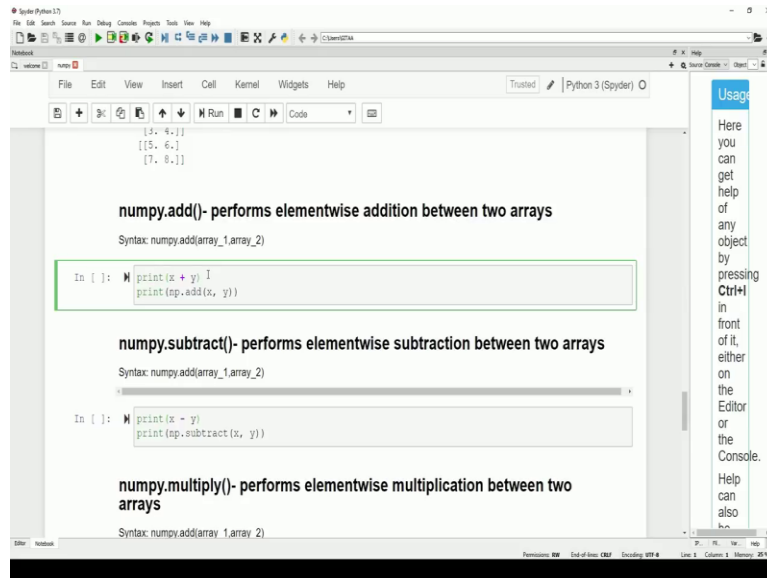 Spyder (Python 3.7)
File Edit Search Source Run Debug Consoles Projects Tools View Help
Notebook
Help
welcome
numpy
Source Console Object
File Edit View Insert Cell Kernel Widgets Help
Trusted
Python 3 (Spyder)
Run
Code
[3. 4.]]
[[5. 6.]
[7. 8.]]
numpy.add()- performs elementwise addition between two arrays
Syntax: numpy.add(array_1,array_2)
In [ ]: print(x + y)
print(np.add(x, y))
numpy.subtract()- performs elementwise subtraction between two arrays
Syntax: numpy.add(array_1,array_2)
In [ ]: print(x - y)
print(np.subtract(x, y))
numpy.multiply()- performs elementwise multiplication between two
arrays
Syntax: numpy.add(array_1,array_2)
Usage
Here
you
can
get
help
of
any
object
by
pressing
Ctrl+I
in
front
of it,
either
on
the
Editor
or
the
Console.
Help
can
also
be
Editor Notebook
Help
Permissions: RW End-of-lines: CRLF Encoding: UTF-8 Line: 1 Column: 1 Memory: